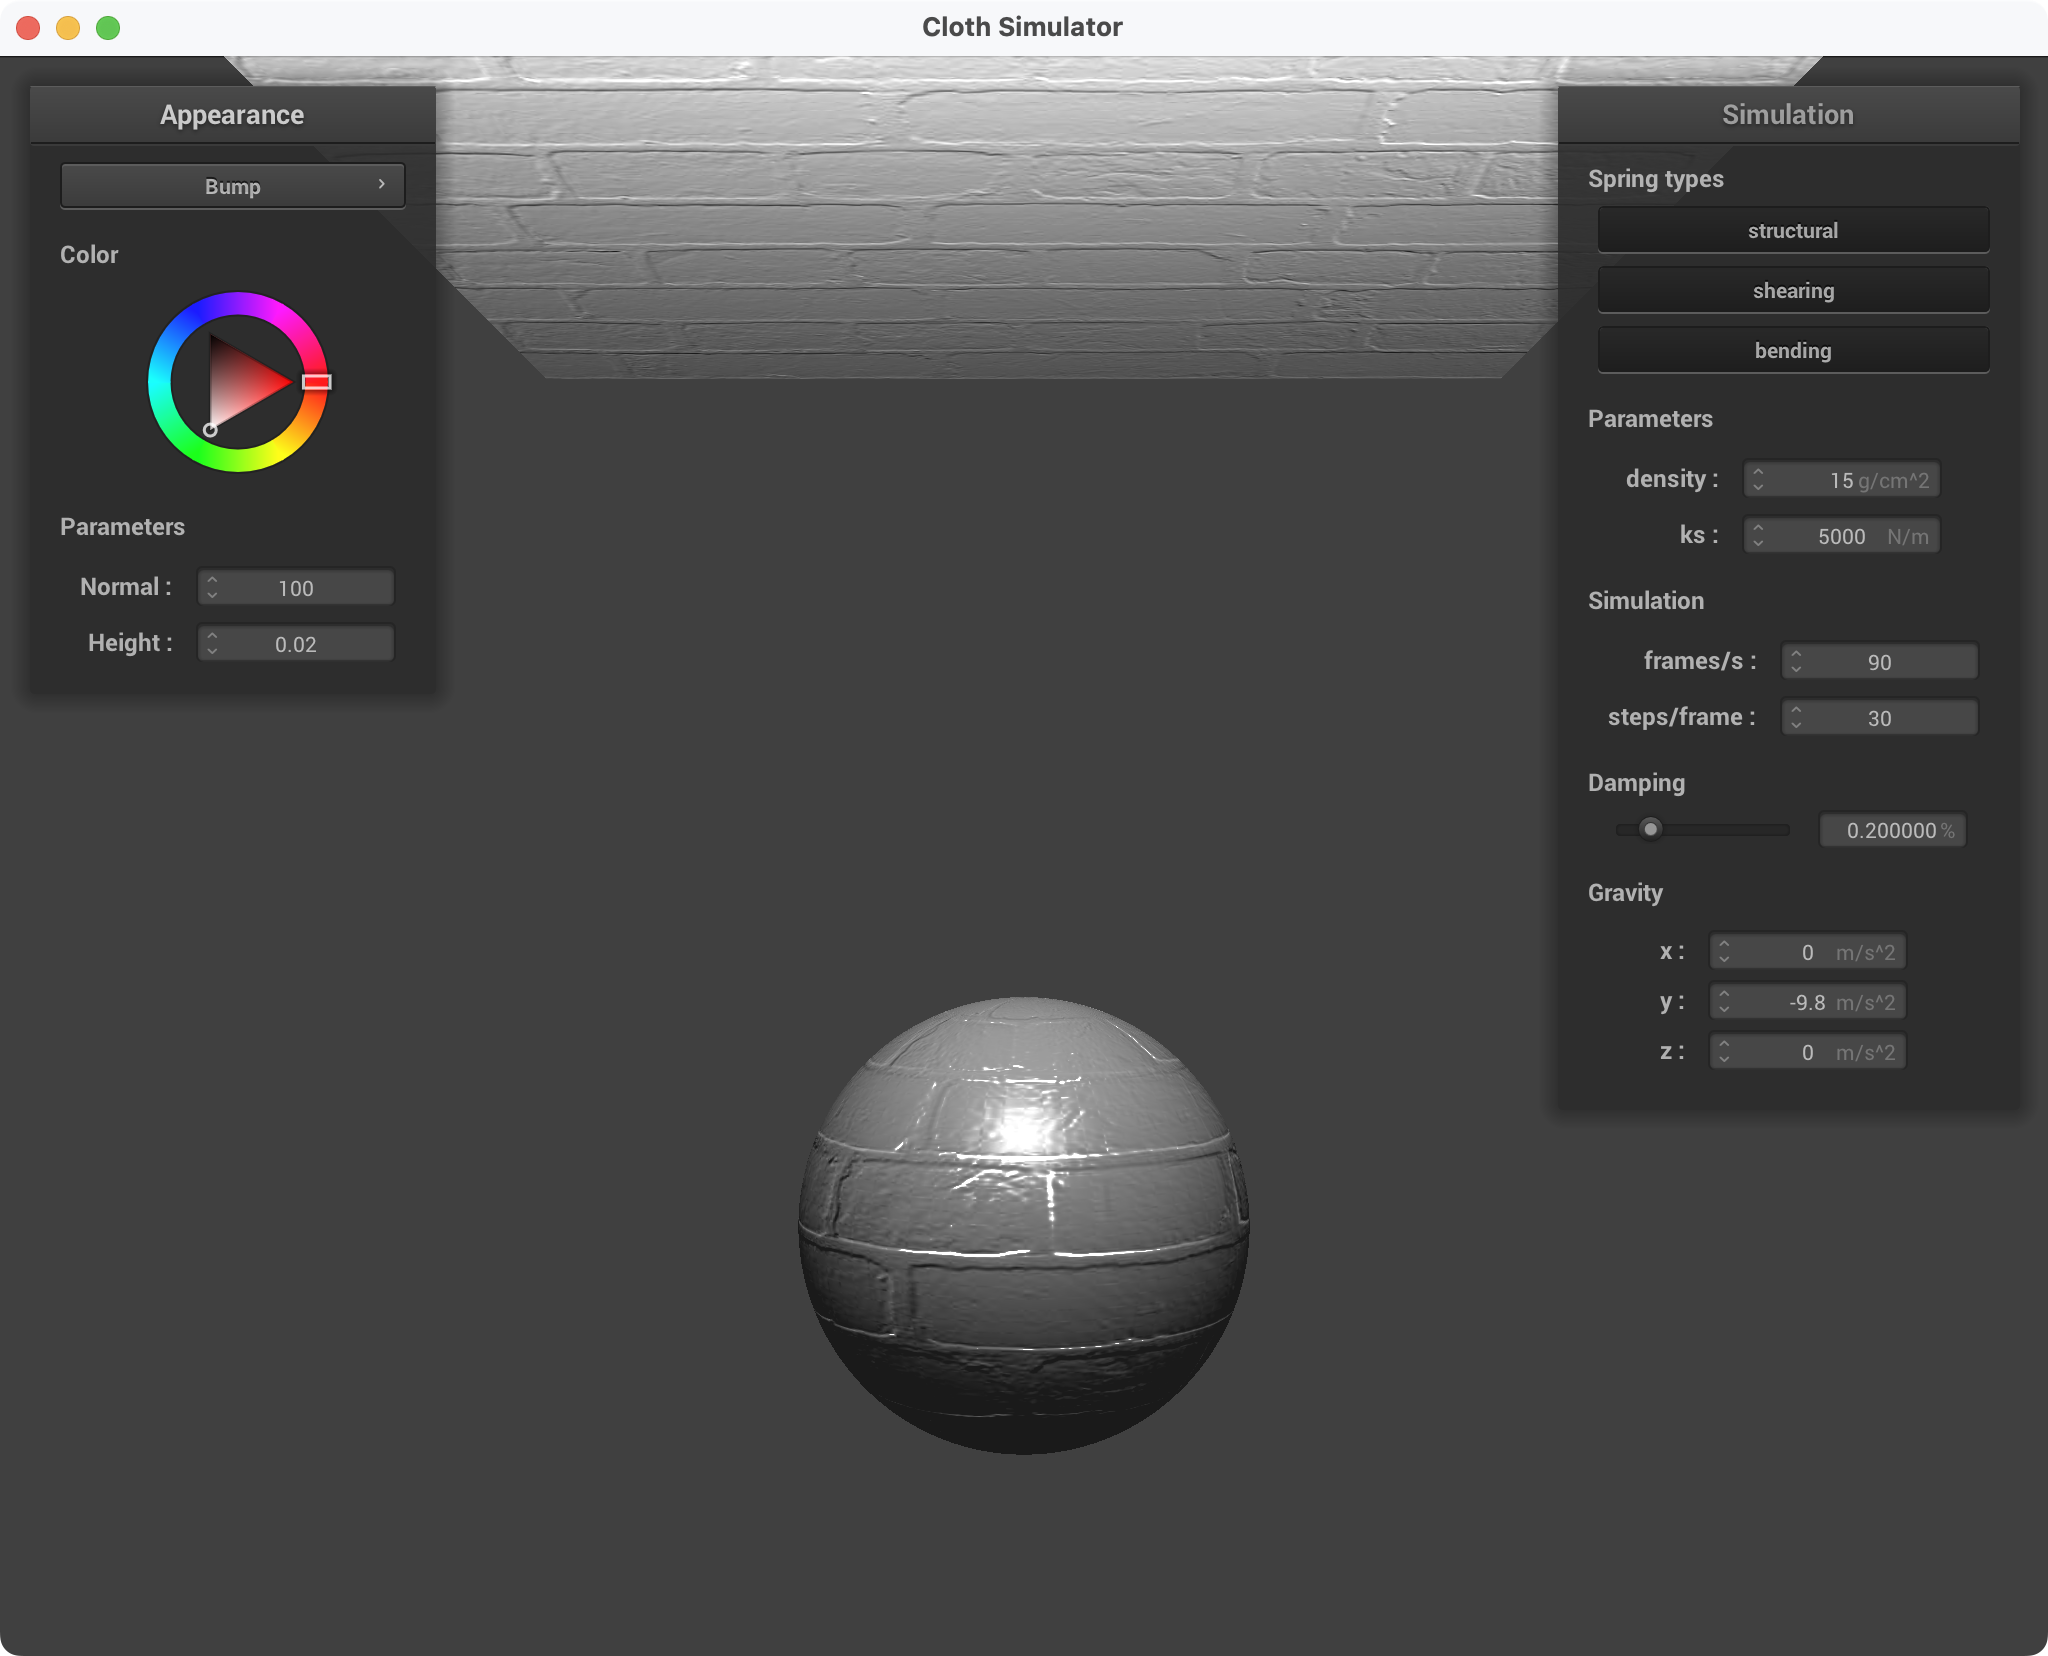 Cloth Simulator
Appearance
Bump
Color
Parameters
Normal : 100
Height : 0.02
Simulation
Spring types
structural
shearing
bending
Parameters
density : 15 g/cm^2
ks : 5000 N/m
Simulation
frames/s : 90
steps/frame : 30
Damping
0.200000 %
Gravity
x : 0 m/s^2
y : -9.8 m/s^2
z : 0 m/s^2